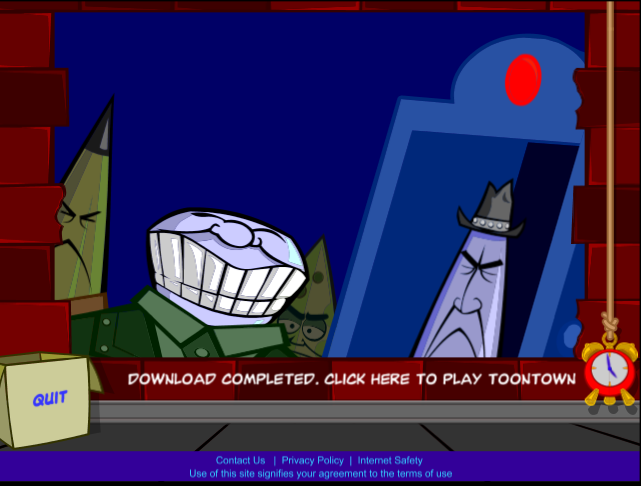 DOWNLOAD COMPLETED. CLICK HERE TO PLAY TOONTOWN
QUIT
Contact Us | Privacy Policy | Internet Safety
Use of this site signifies your agreement to the terms of use